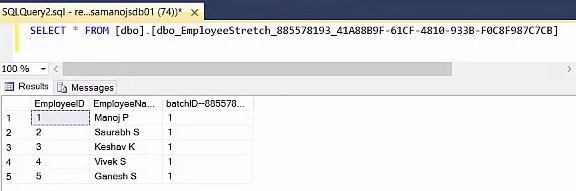 SQLQuery2.sql - re...samanojsdb01 (74))*
SELECT * FROM [dbo].[dbo_EmployeeStretch_885578193_41A88B9F-61CF-4810-933B-F0C8F987C7CB]
100 %
Results Messages
EmployeeID EmployeeNa... batchID--885578...
1 1 Manoj P 1
2 2 Saurabh S 1
3 3 Keshav K 1
4 4 Vivek S 1
5 5 Ganesh S 1